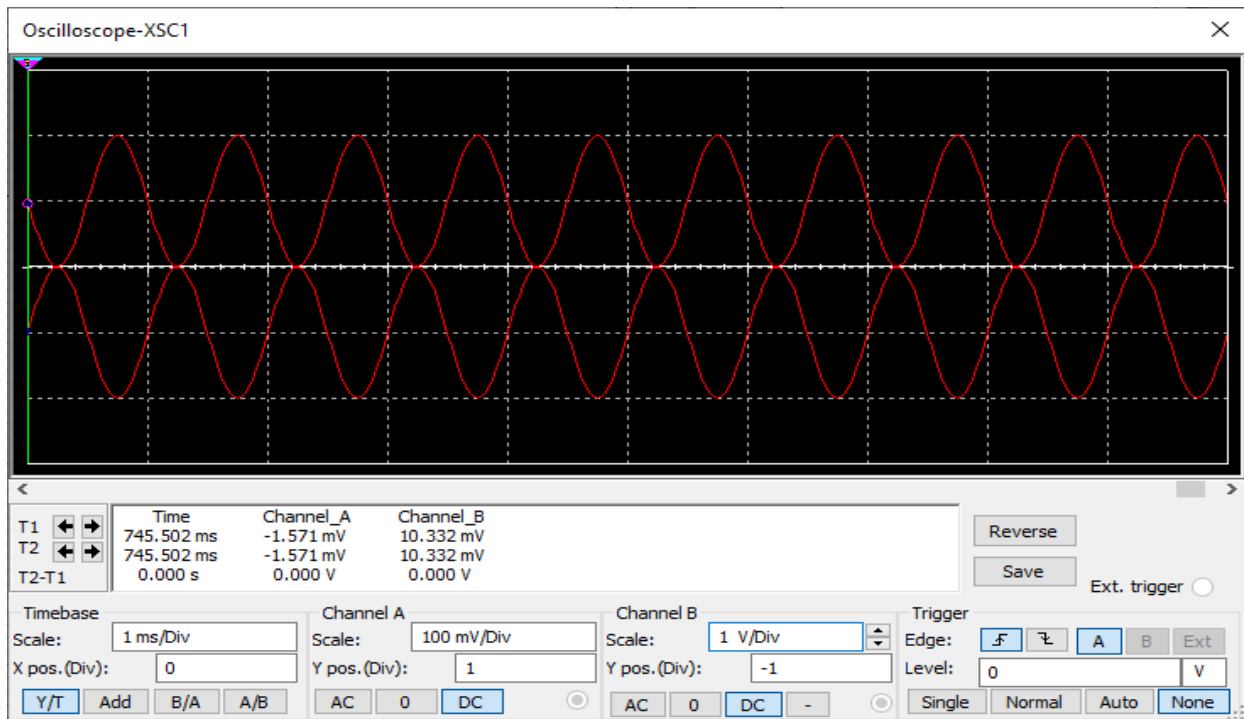 Oscilloscope-XSC1
Time Channel_A Channel_B
T1 745.502 ms -1.571 mV 10.332 mV
T2 745.502 ms -1.571 mV 10.332 mV
T2-T1 0.000 s 0.000 V 0.000 V
Reverse
Save
Ext. trigger
Timebase
Scale: 1 ms/Div
X pos.(Div): 0
Y/T Add B/A A/B
Channel A
Scale: 100 mV/Div
Y pos.(Div): 1
AC 0 DC
Channel B
Scale: 1 V/Div
Y pos.(Div): -1
AC 0 DC -
Trigger
Edge: A B Ext
Level: 0 V
Single Normal Auto None